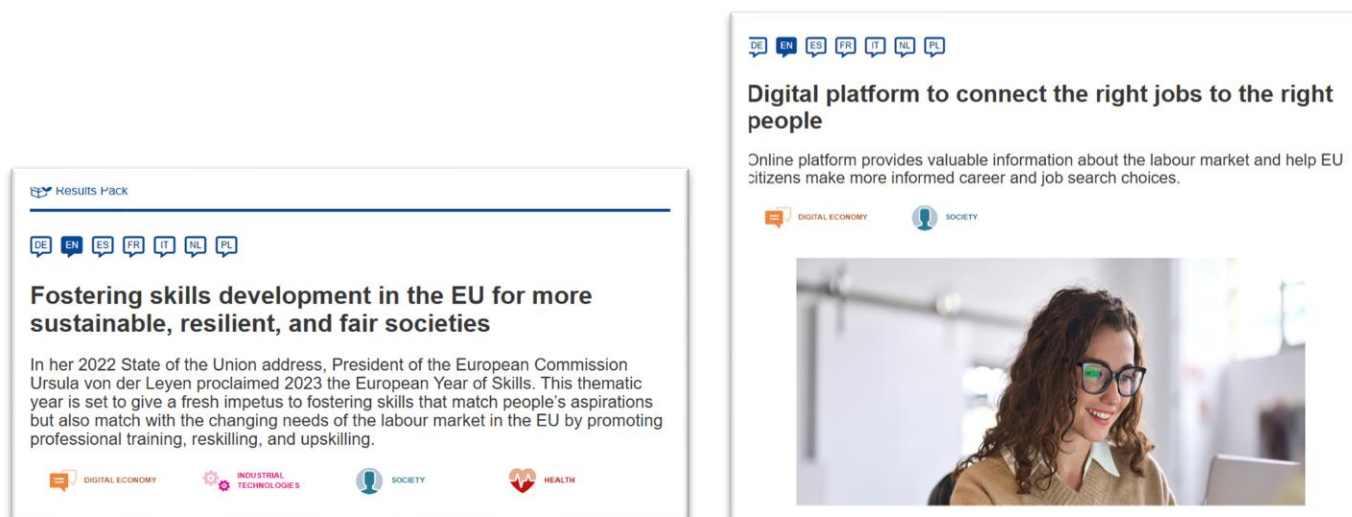 Results Pack
DE EN ES FR IT NL PL
Fostering skills development in the EU for more
sustainable, resilient, and fair societies
In her 2022 State of the Union address, President of the European Commission
Ursula von der Leyen proclaimed 2023 the European Year of Skills. This thematic
year is set to give a fresh impetus to fostering skills that match people's aspirations
but also match with the changing needs of the labour market in the EU by promoting
professional training, reskilling, and upskilling.
DIGITAL ECONOMY
INDUSTRIAL
TECHNOLOGIES
SOCIETY
HEALTH
DE EN ES FR IT NL PL
Digital platform to connect the right jobs to the right
people
Online platform provides valuable information about the labour market and help EU
citizens make more informed career and job search choices.
DIGITAL ECONOMY
SOCIETY